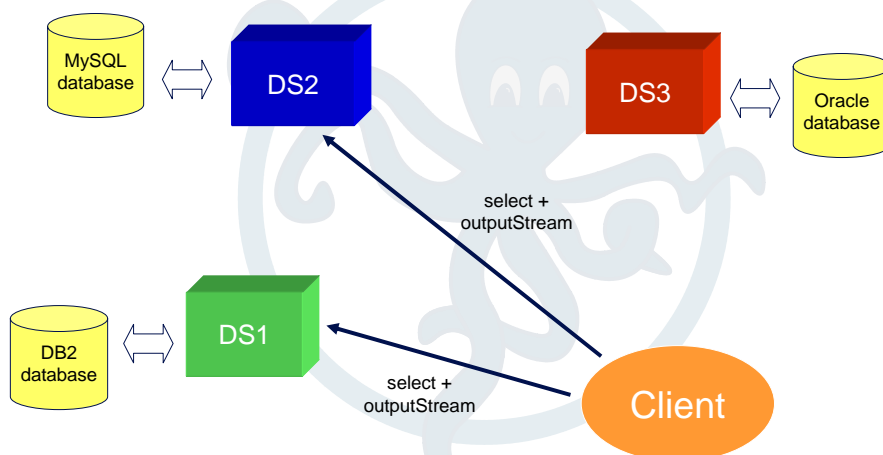 MySQL
database
DS2
DS3
Oracle
database
select +
outputStream
DS1
DB2
database
select +
outputStream
Client